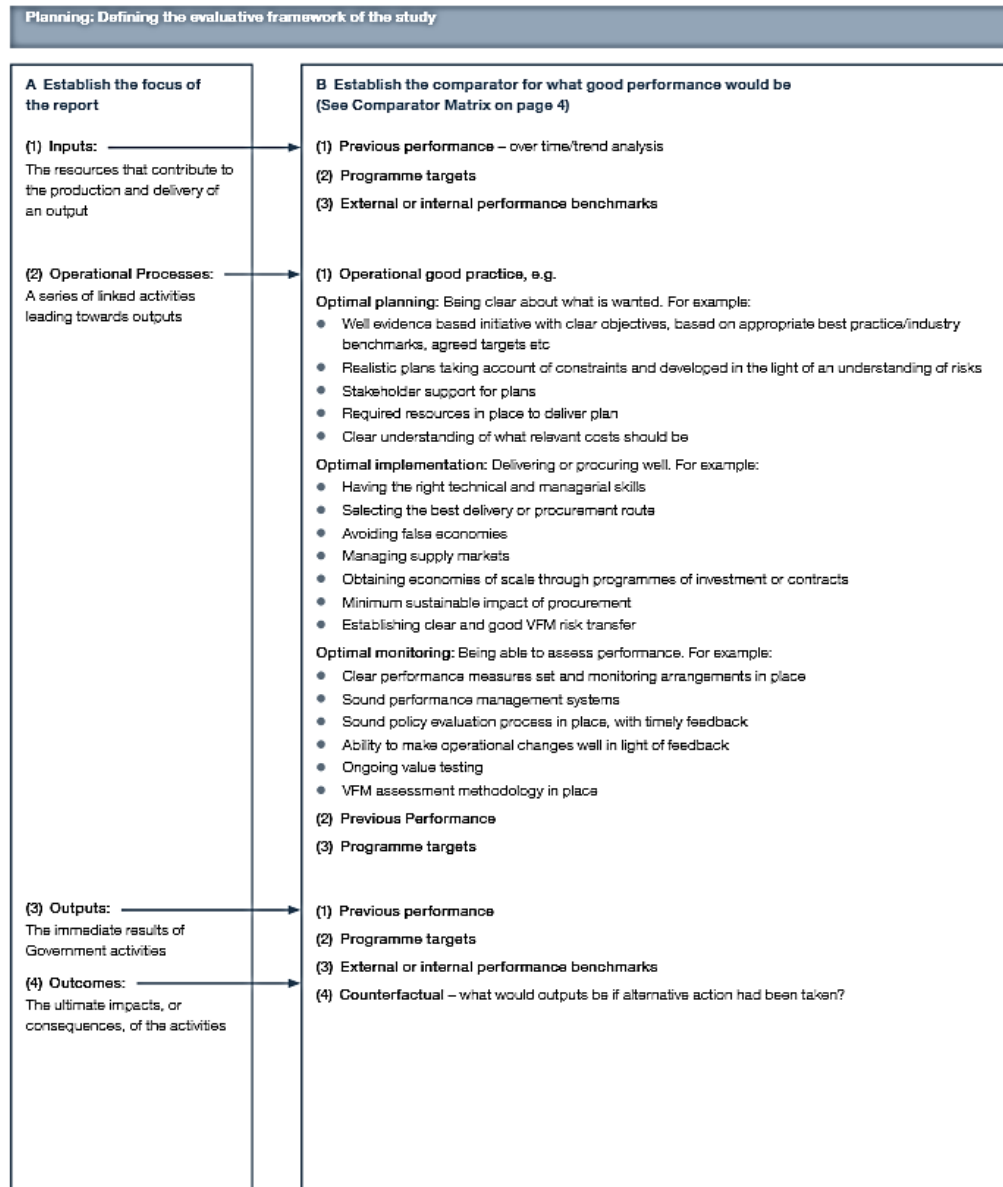 Planning: Defining the evaluative framework of the study
A Establish the focus of
the report
(1) Inputs:
The resources that contribute to
the production and delivery of
an output
(2) Operational Processes:
A series of linked activities
leading towards outputs
(3) Outputs:
The immediate results of
Government activities
(4) Outcomes:
The ultimate impacts, or
consequences, of the activities
B Establish the comparator for what good performance would be
(See Comparator Matrix on page 4)
(1) Previous performance – over time/trend analysis
(2) Programme targets
(3) External or internal performance benchmarks
(1) Operational good practice, e.g.
Optimal planning: Being clear about what is wanted. For example:
● Well evidence based initiative with clear objectives, based on appropriate best practice/industry
benchmarks, agreed targets etc
● Realistic plans taking account of constraints and developed in the light of an understanding of risks
● Stakeholder support for plans
● Required resources in place to deliver plan
● Clear understanding of what relevant costs should be
Optimal implementation: Delivering or procuring well. For example:
● Having the right technical and managerial skills
● Selecting the best delivery or procurement route
● Avoiding false economies
● Managing supply markets
● Obtaining economies of scale through programmes of investment or contracts
● Minimum sustainable impact of procurement
● Establishing clear and good VFM risk transfer
Optimal monitoring: Being able to assess performance. For example:
● Clear performance measures set and monitoring arrangements in place
● Sound performance management systems
● Sound policy evaluation process in place, with timely feedback
● Ability to make operational changes well in light of feedback
● Ongoing value testing
● VFM assessment methodology in place
(2) Previous Performance
(3) Programme targets
(1) Previous performance
(2) Programme targets
(3) External or internal performance benchmarks
(4) Counterfactual – what would outputs be if alternative action had been taken?